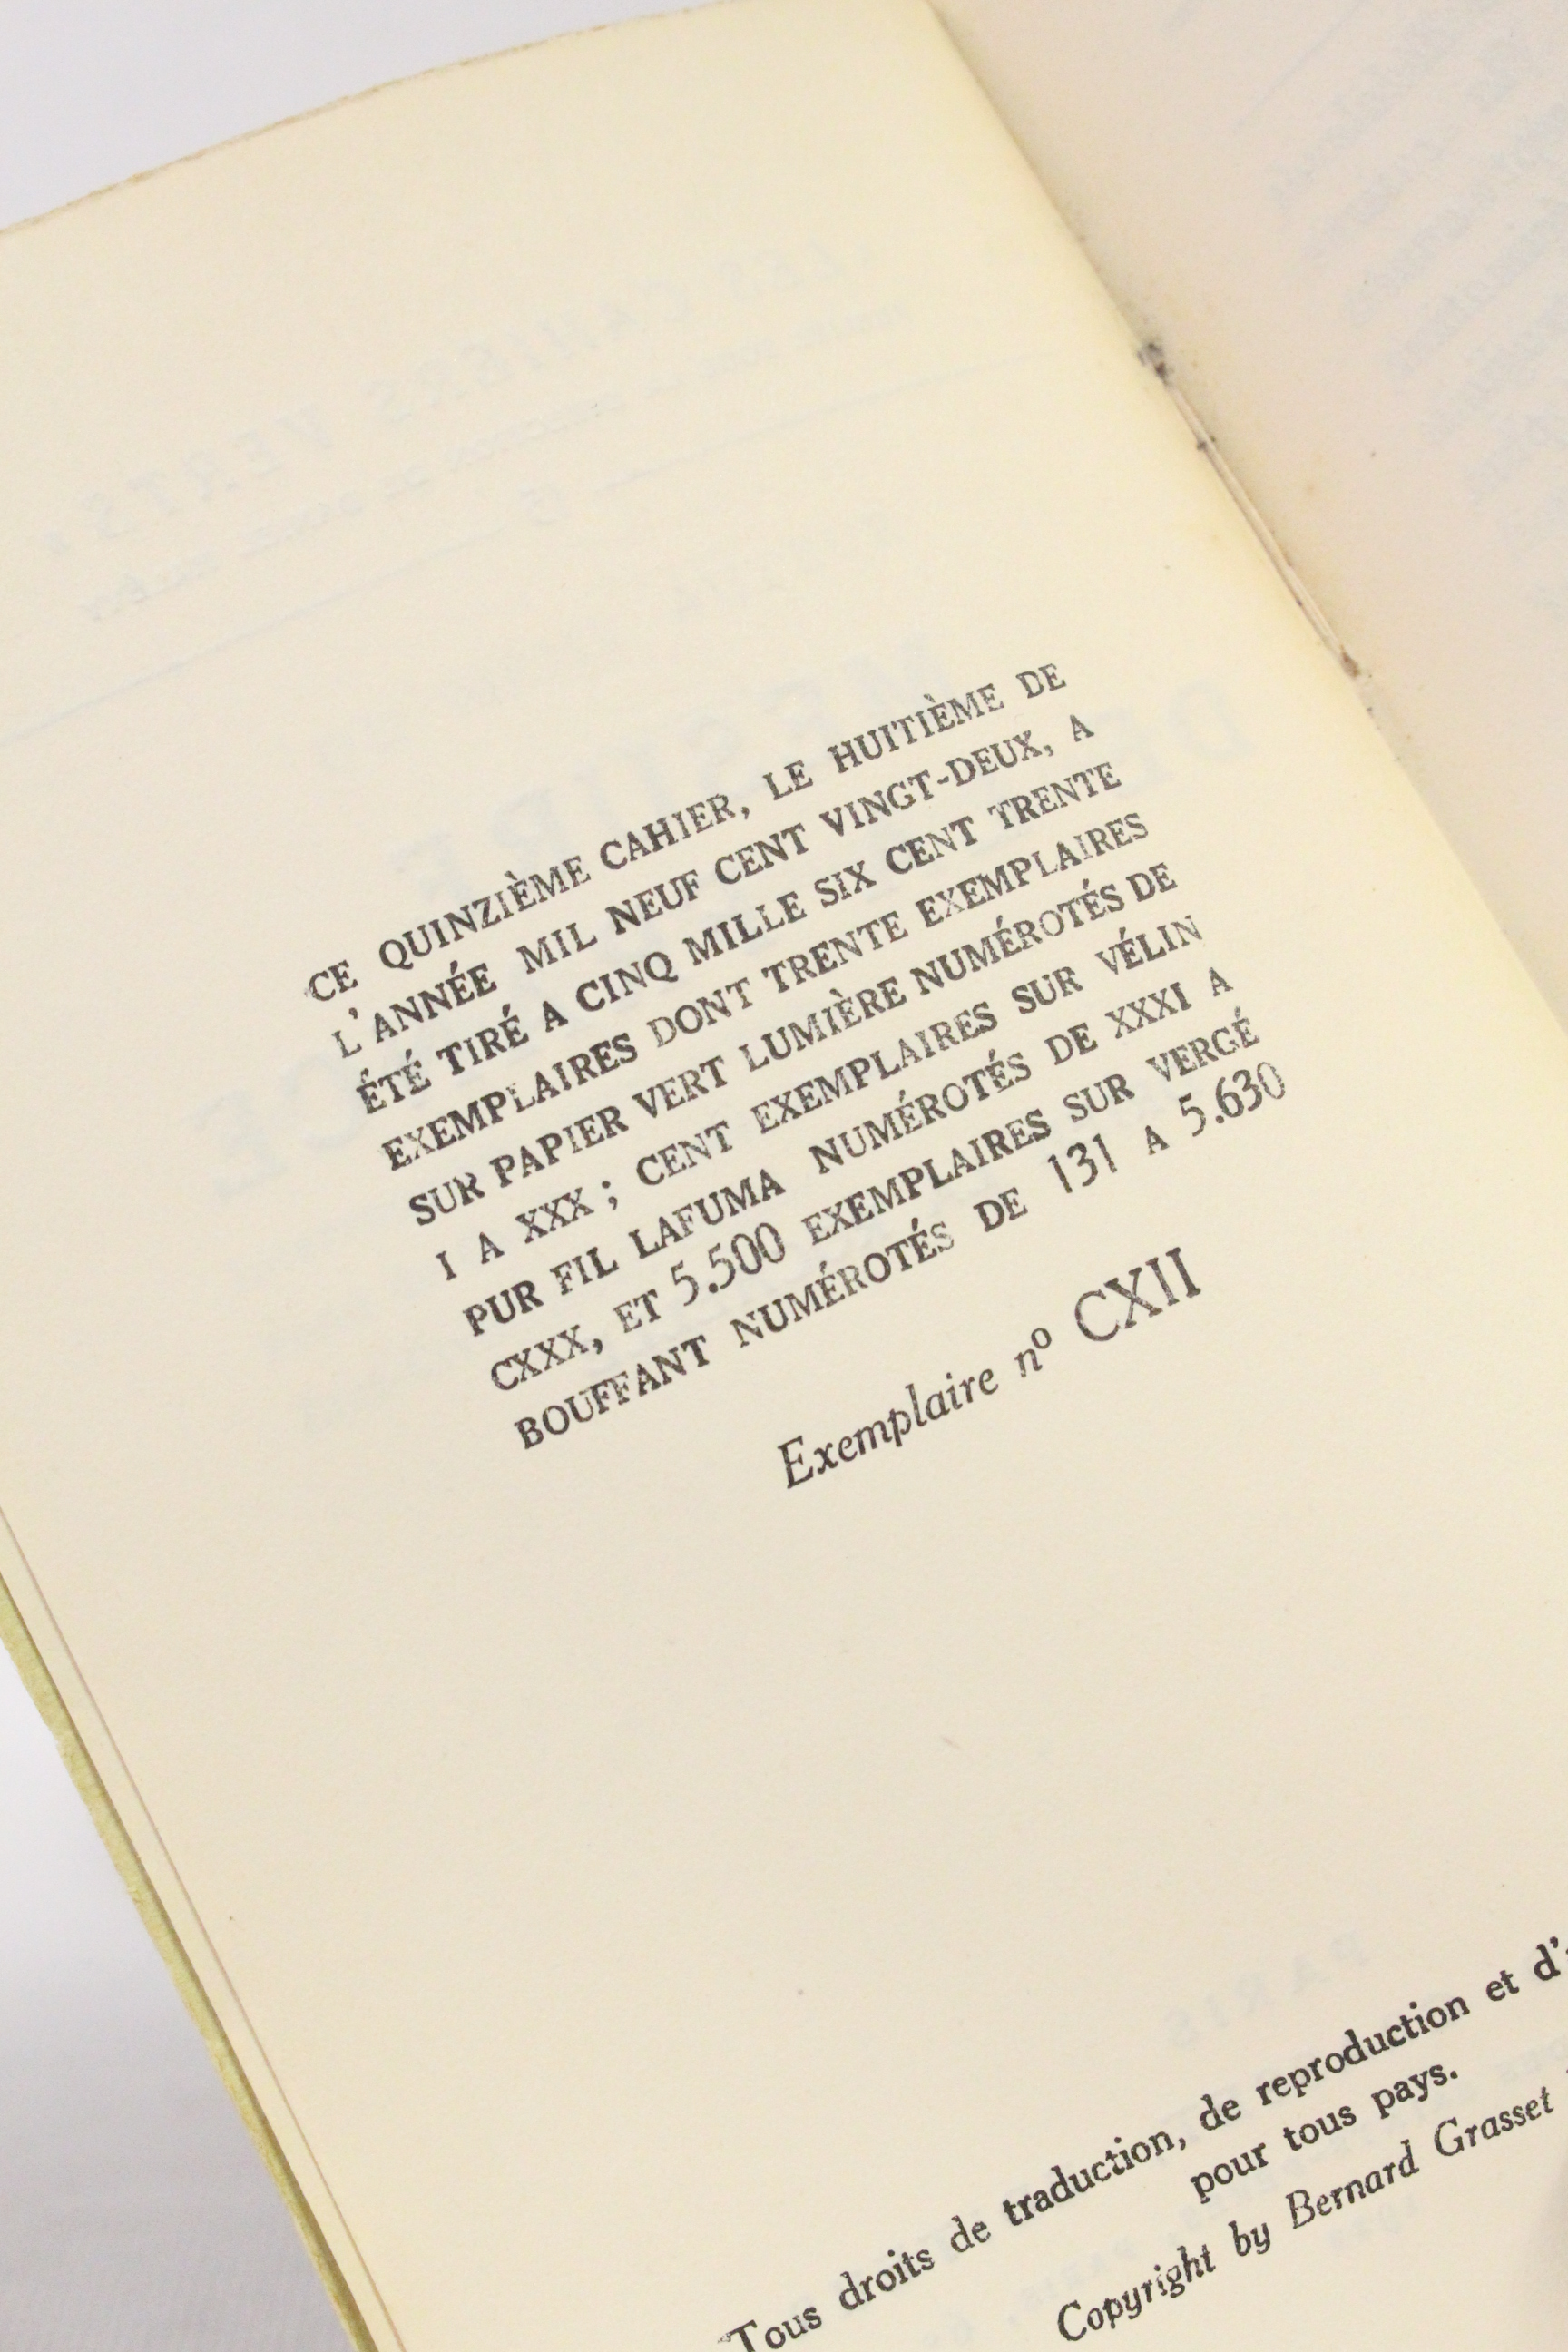 CE QUINZIÈME CAHIER, LE HUITIÈME DE
L'ANNÉE MIL NEUF CENT VINGT-DEUX, A
ÉTÉ TIRÉ A CINQ MILLE SIX CENT TRENTE
EXEMPLAIRES DONT TRENTE EXEMPLAIRES
SUR PAPIER VERT LUMIÈRE NUMÉROTÉS DE
I A XXX ; CENT EXEMPLAIRES SUR VÉLIN
PUR FIL LAFUMA NUMÉROTÉS DE XXXI A
CXXX, ET 5.500 EXEMPLAIRES SUR VERGÉ
BOUFFANT NUMÉROTÉS DE 131 A 5.630
Exemplaire nº CXII
Tous droits de traduction, de reproduction et d'
pour tous pays.
Copyright by Bernard Grasset